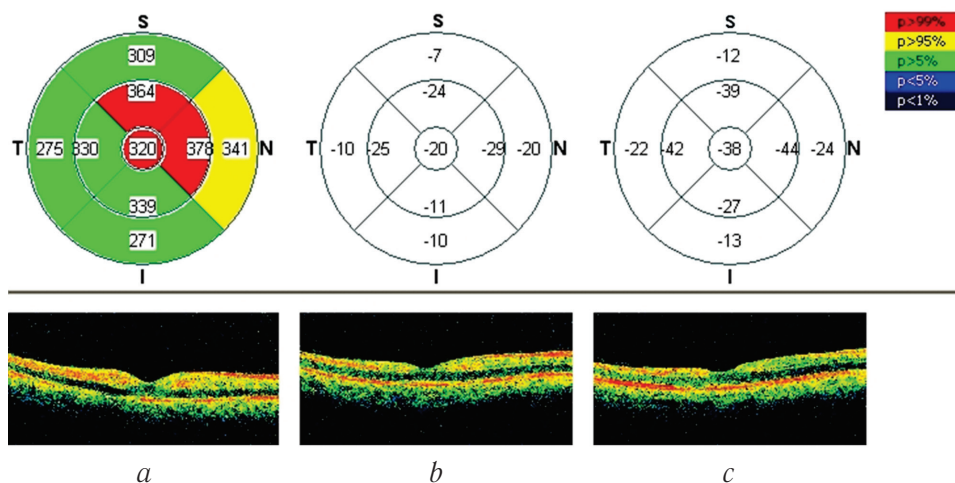 S
309
364
T 275 330 320 378 341 N
339
271
I
S
-7
-24
T -10 -25 -20 -29 -20 N
-11
-10
I
S
-12
-39
T -22 -42 -38 -44 -24 N
-27
-13
I
p>99%
p>95%
p>5%
p<5%
p<1%
a
b
c